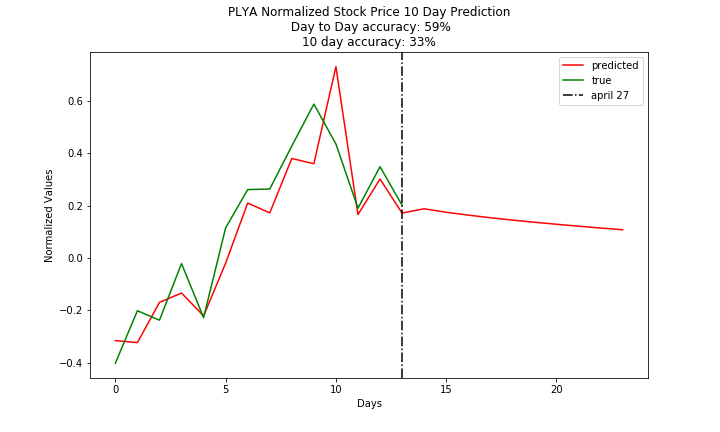 PLYA Normalized Stock Price 10 Day Prediction
Day to Day accuracy: 59%
10 day accuracy: 33%
predicted
true
april 27
Normalized Values
0.6
0.4
0.2
0.0
−0.2
−0.4
0 5 10 15 20
Days